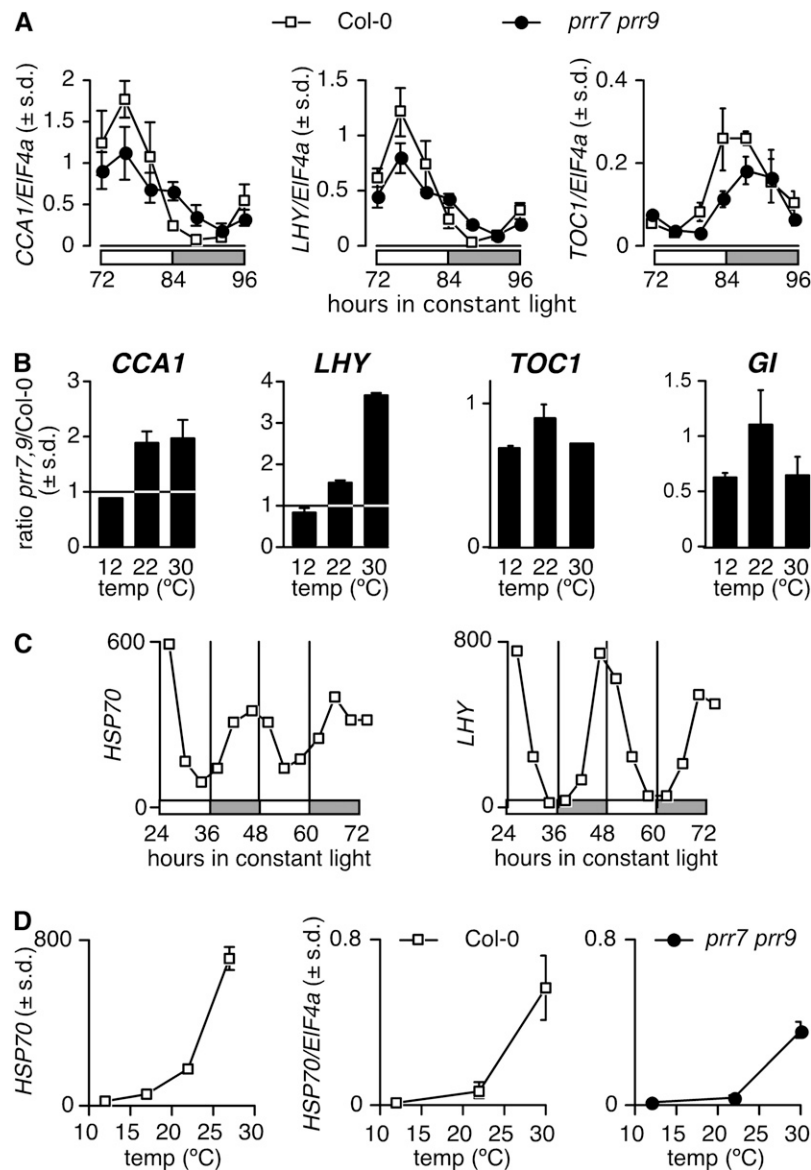 A
Col-0
prr7 prr9
CCA1/EIF4a (± s.d.)
2
1.5
1
0.5
0
72 84 96
LHY/EIF4a (± s.d.)
1.5
1
0.5
0
72 84 96
TOC1/EIF4a (± s.d.)
0.4
0.2
0
72 84 96
hours in constant light
B
CCA1
ratio prr7,9/Col-0
(± s.d.)
3
2
1
0
12 22 30
temp (ºC)
LHY
4
3
2
1
0
12 22 30
temp (ºC)
TOC1
1
0
12 22 30
temp (ºC)
GI
1.5
1
0.5
0
12 22 30
temp (ºC)
C
HSP70
600
0
24 36 48 60 72
hours in constant light
LHY
800
0
24 36 48 60 72
hours in constant light
D
HSP70 (± s.d.)
800
0
10 15 20 25 30
temp (ºC)
HSP70/EIF4a (± s.d.)
0.8
Col-0
0
10 15 20 25 30
temp (ºC)
0.8
prr7 prr9
0
10 15 20 25 30
temp (ºC)